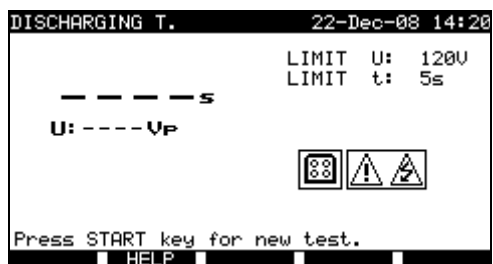 DISCHARGING T. 22-Dec-08 14:20
LIMIT U: 120V
LIMIT t: 5s
----s
U:----Vp
Press START key for new test.
HELP